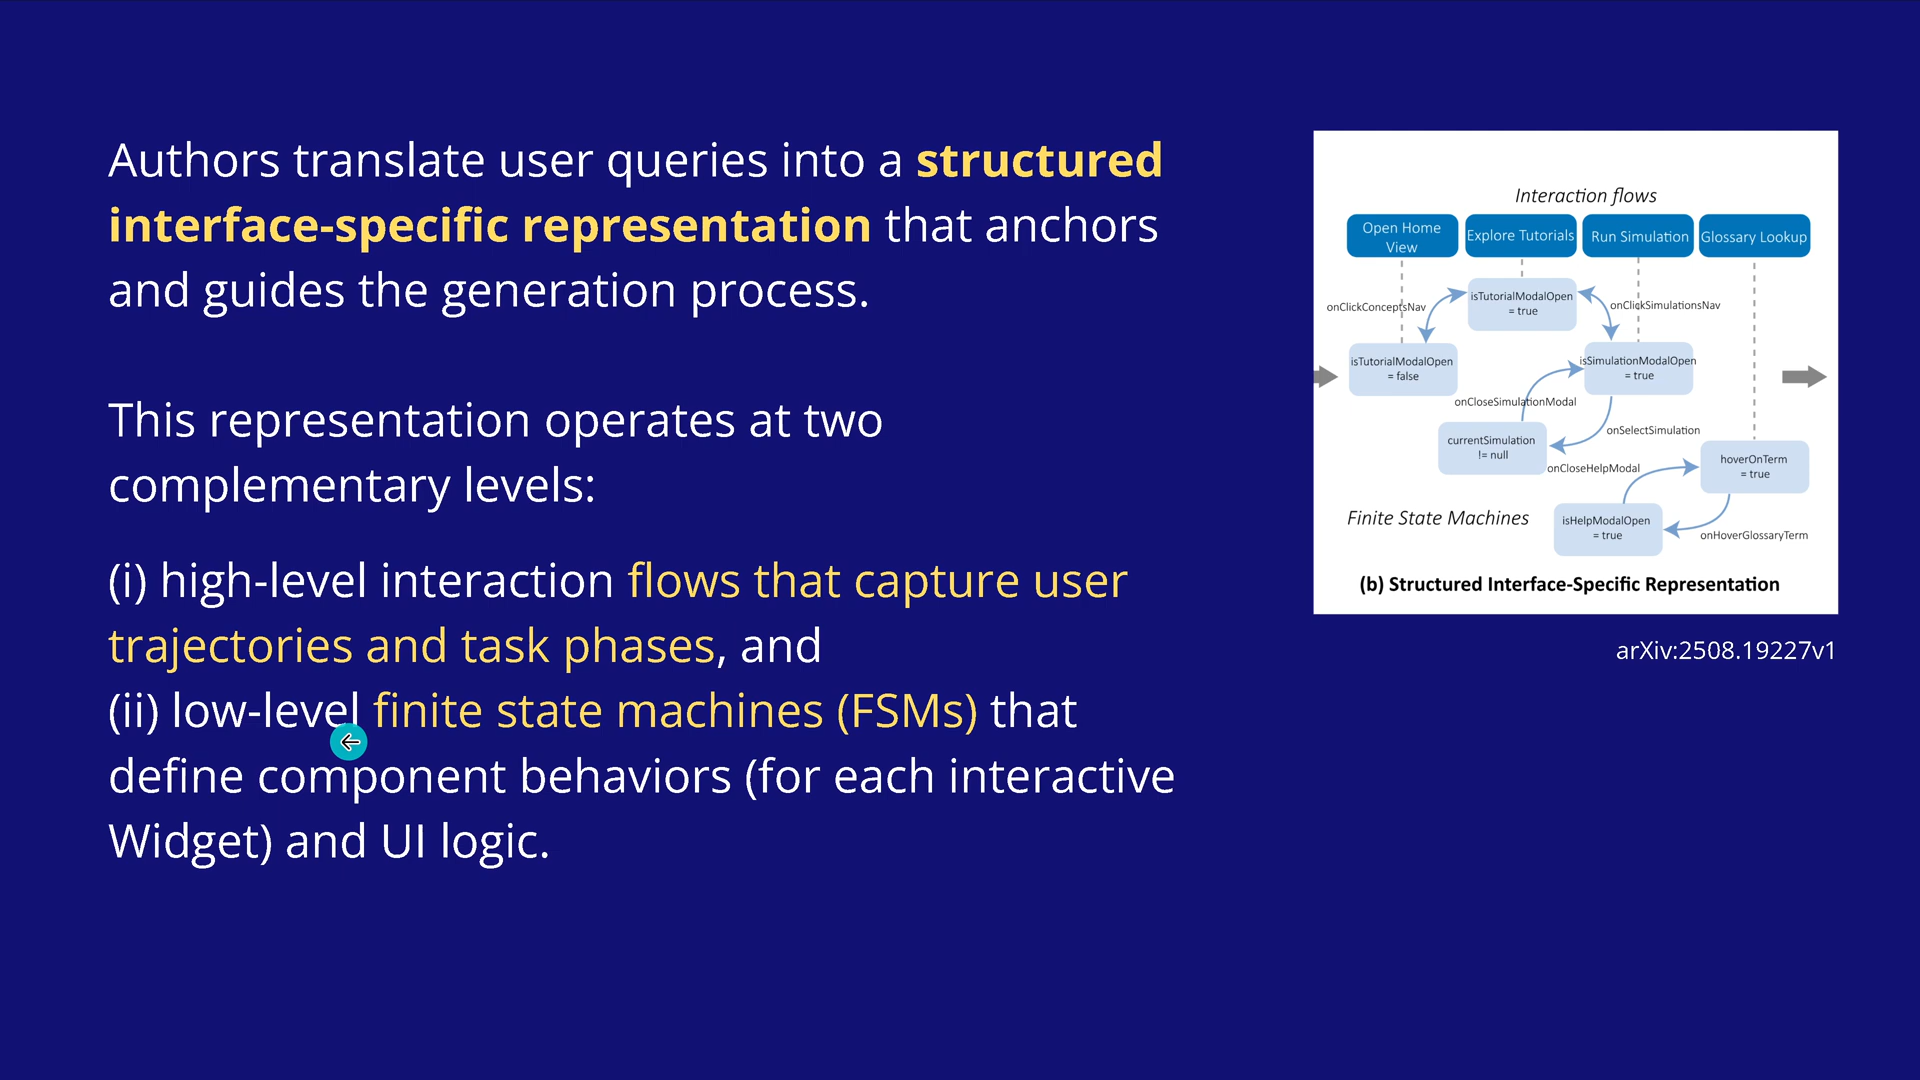 Authors translate user queries into a structured
interface-specific representation that anchors
and guides the generation process.
This representation operates at two
complementary levels:
(i) high-level interaction flows that capture user
trajectories and task phases, and
(ii) low-level finite state machines (FSMs) that
define component behaviors (for each interactive
Widget) and UI logic.
Interaction flows
Open Home
View
Explore Tutorials
Run Simulation
Glossary Lookup
isTutorialModalOpen
= true
onClickConceptsNav
onClickSimulationsNav
isTutorialModalOpen
= false
isSimulationModalOpen
= true
onCloseSimulationModal
onSelectSimulation
currentSimulation
!= null
onCloseHelpModal
hoverOnTerm
= true
Finite State Machines
isHelpModalOpen
= true
onHoverGlossaryTerm
(b) Structured Interface-Specific Representation
arXiv:2508.19227v1